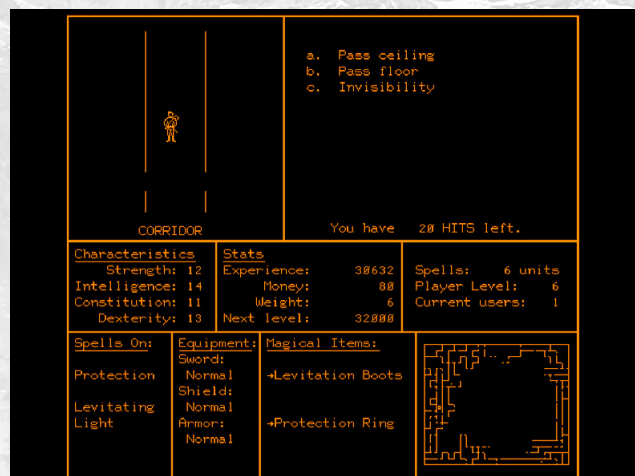 a. Pass ceiling
b. Pass floor
c. Invisibility
CORRIDOR
You have 20 HITS left.
Characteristics
Strength: 12
Intelligence: 14
Constitution: 11
Dexterity: 13
Stats
Experience: 30632
Money: 80
Weight: 6
Next level: 32000
Spells: 6 units
Player Level: 6
Current users: 1
Spells On:
Protection
Levitating
Light
Equipment:
Sword:
Normal
Shield:
Normal
Armor:
Normal
Magical Items:
→Levitation Boots
→Protection Ring